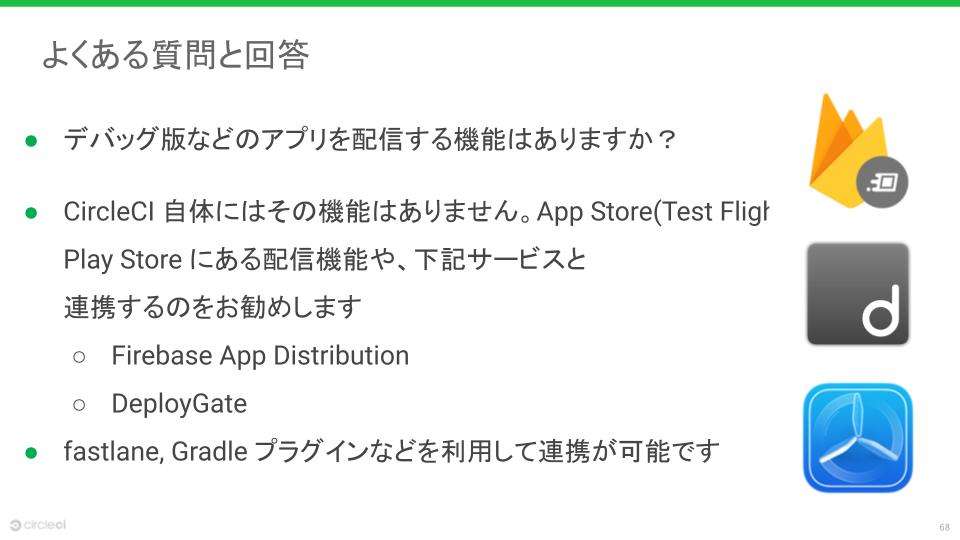 よくある質問と回答
● デバッグ版などのアプリを配信する機能はありますか？
● CircleCI 自体にはその機能はありません。App Store(Test
Play Store にある配信機能や、下記サービスと
連携するのをお勧めします
○ Firebase App Distribution
○ DeployGate
● fastlane, Gradle プラグインなどを利用して連携が可能です
d
circleci
68